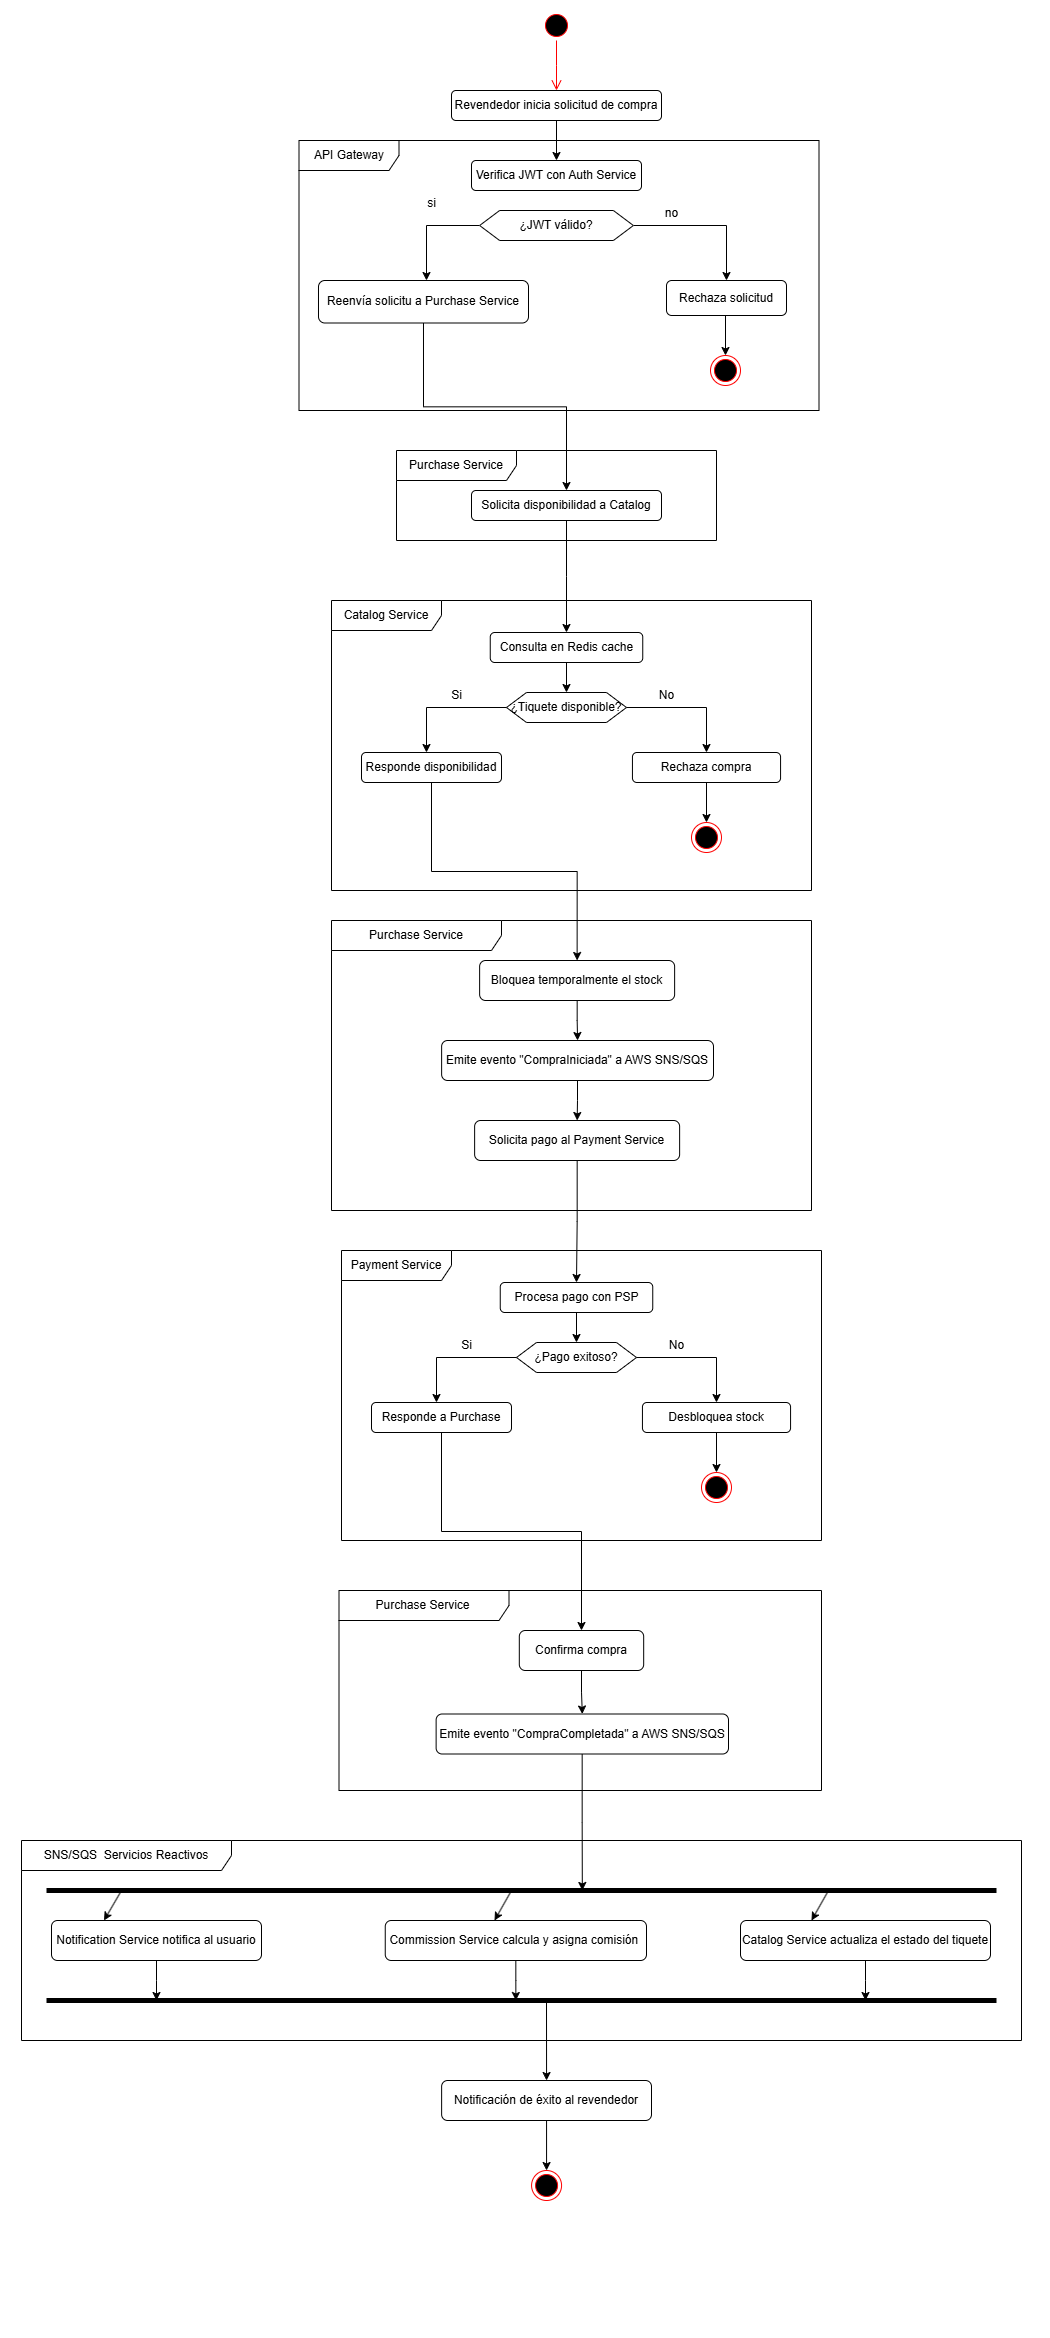 Revendedor inicia solicitud de compra
API Gateway
Verifica JWT con Auth Service
si
¿JWT válido?
no
Reenvía solicitu a Purchase Service
Rechaza solicitud
Purchase Service
Solicita disponibilidad a Catalog
Catalog Service
Consulta en Redis cache
Si
¿Tiquete disponible?
No
Responde disponibilidad
Rechaza compra
Purchase Service
Bloquea temporalmente el stock
Emite evento "CompraIniciada" a AWS SNS/SQS
Solicita pago al Payment Service
Payment Service
Procesa pago con PSP
Si
¿Pago exitoso?
No
Responde a Purchase
Desbloquea stock
Purchase Service
Confirma compra
Emite evento "CompraCompletada" a AWS SNS/SQS
SNS/SQS  Servicios Reactivos
Notification Service notifica al usuario
Commission Service calcula y asigna comisión
Catalog Service actualiza el estado del tiquete
Notificación de éxito al revendedor